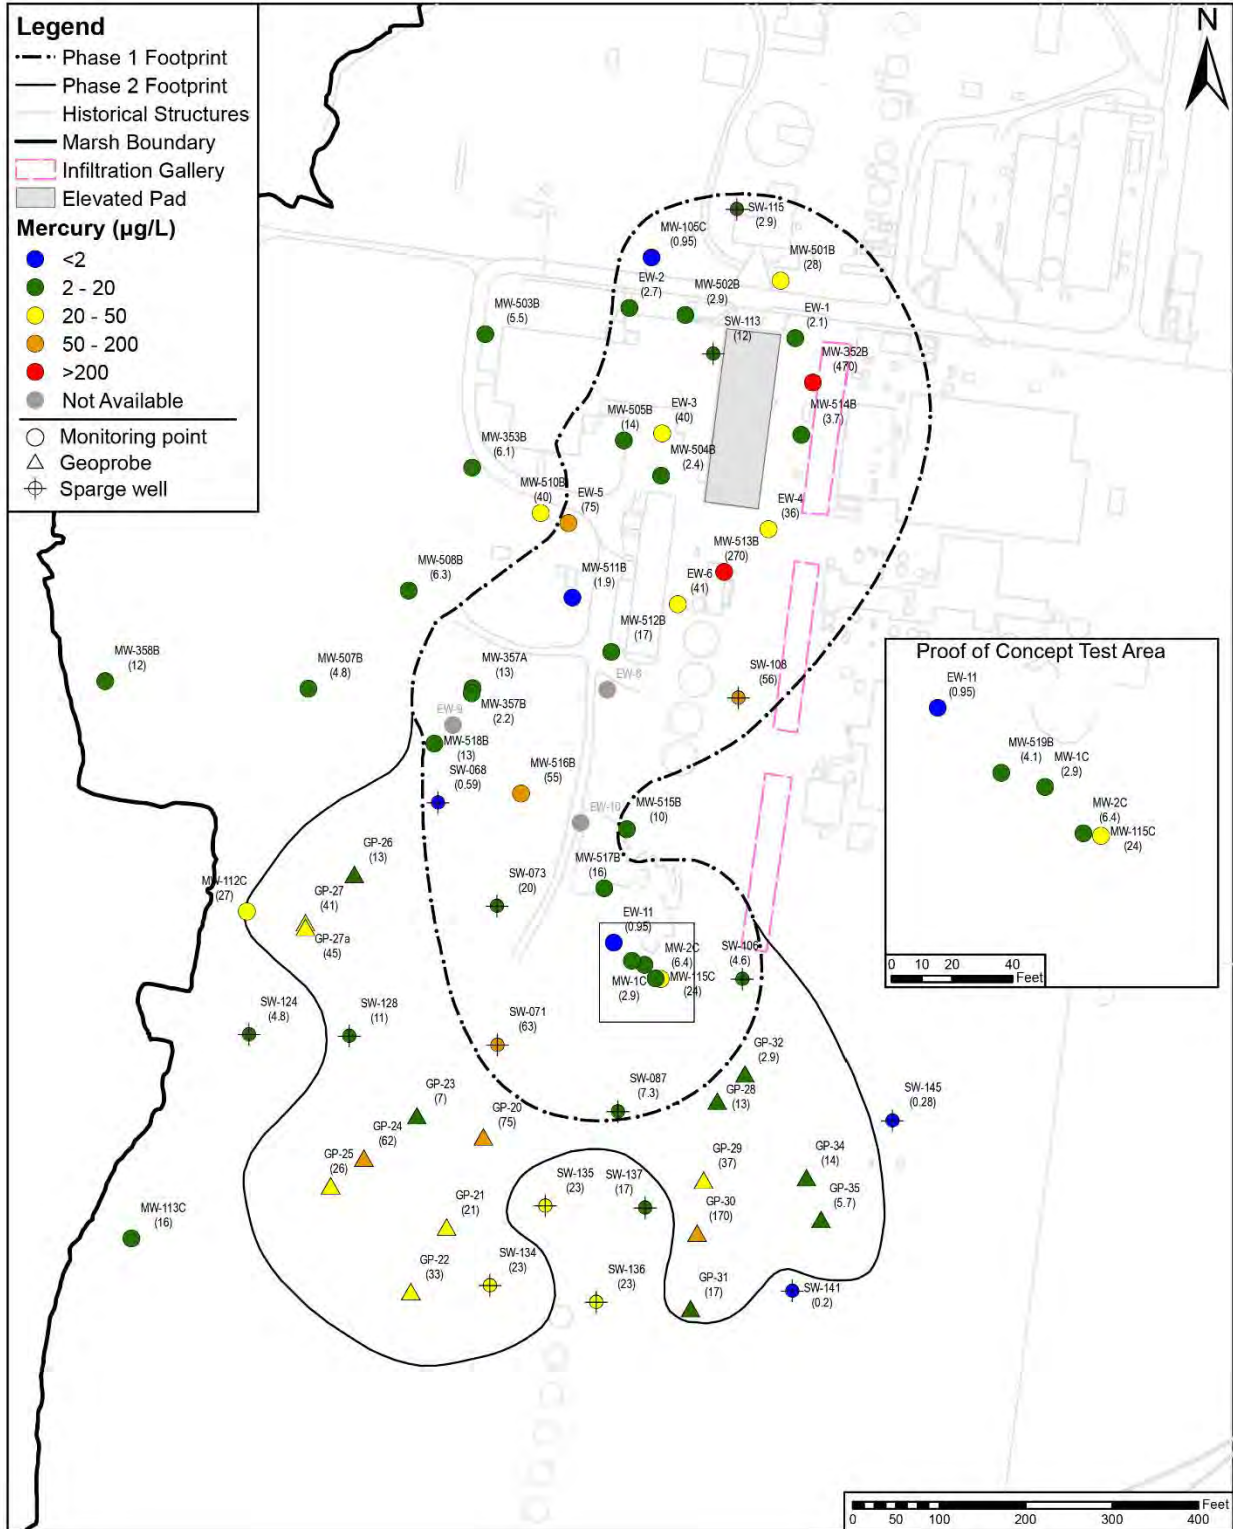 Legend
Phase 1 Footprint
Phase 2 Footprint
Historical Structures
Marsh Boundary
Infiltration Gallery
Elevated Pad
Mercury (µg/L)
<2
2 - 20
20 - 50
50 - 200
>200
Not Available
Monitoring point
Geoprobe
Sparge well
N
SW-115
(2.9)
MW-105C
(0.95)
MW-501B
(28)
EW-2
(2.7)
MW-502B
(2.9)
EW-1
(2.1)
MW-503B
(5.5)
SW-113
(12)
MW-352B
(470)
MW-514B
(3.7)
EW-3
(40)
MW-505B
(14)
MW-504B
(2.4)
MW-353B
(6.1)
MW-510B
(40)
EW-5
(75)
EW-4
(36)
MW-513B
(270)
EW-6
(41)
MW-511B
(1.9)
MW-508B
(6.3)
MW-512B
(17)
MW-358B
(12)
MW-507B
(4.8)
MW-357A
(13)
MW-357B
(2.2)
EW-8
SW-108
(56)
EW-9
MW-518B
(13)
SW-068
(0.59)
MW-516B
(55)
EW-10
MW-515B
(10)
MW-517B
(16)
GP-26
(13)
MW-112C
(27)
GP-27
(41)
GP-27a
(45)
SW-073
(20)
EW-11
(0.95)
MW-2C
(6.4)
MW-1C
(2.9)
MW-115C
(24)
SW-106
(4.6)
SW-124
(4.8)
SW-128
(11)
SW-071
(63)
GP-32
(2.9)
GP-28
(13)
SW-087
(7.3)
SW-145
(0.28)
GP-23
(7)
GP-20
(75)
GP-24
(62)
GP-25
(26)
GP-29
(37)
GP-34
(14)
GP-35
(5.7)
SW-135
(23)
SW-137
(17)
GP-30
(170)
GP-21
(21)
MW-113C
(16)
GP-22
(33)
SW-134
(23)
SW-136
(23)
GP-31
(17)
SW-141
(0.2)
Proof of Concept Test Area
EW-11
(0.95)
MW-519B
(4.1)
MW-1C
(2.9)
MW-2C
(6.4)
MW-115C
(24)
0 10 20 40
Feet
Feet
0 50 100 200 300 400